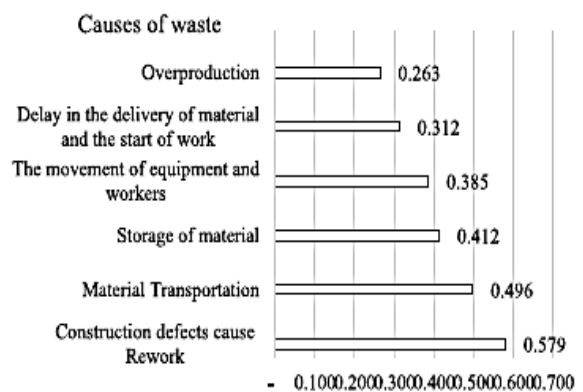 Causes of waste
Overproduction
0.263
Delay in the delivery of material
and the start of work
0.312
The movement of equipment and
workers
0.385
Storage of material
0.412
Material Transportation
0.496
Construction defects cause
Rework
0.579
- 0.1000.2000.3000.4000.5000.6000.700